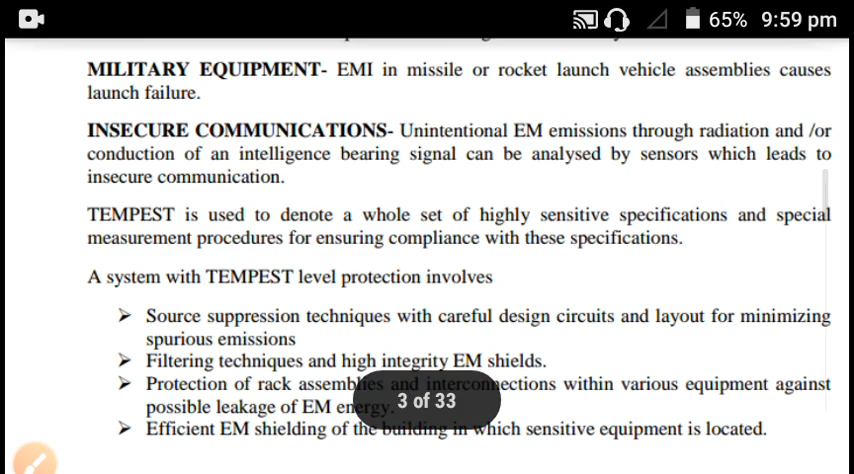 65% 9:59 pm
MILITARY EQUIPMENT- EMI in missile or rocket launch vehicle assemblies causes
launch failure.
INSECURE COMMUNICATIONS- Unintentional EM emissions through radiation and /or
conduction of an intelligence bearing signal can be analysed by sensors which leads to
insecure communication.
TEMPEST is used to denote a whole set of highly sensitive specifications and special
measurement procedures for ensuring compliance with these specifications.
A system with TEMPEST level protection involves
➢ Source suppression techniques with careful design circuits and layout for minimizing
spurious emissions
➢ Filtering techniques and high integrity EM shields.
➢ Protection of rack assemblies and interconnections within various equipment against
possible leakage of EM energy.
3 of 33
➢ Efficient EM shielding of the building in which sensitive equipment is located.